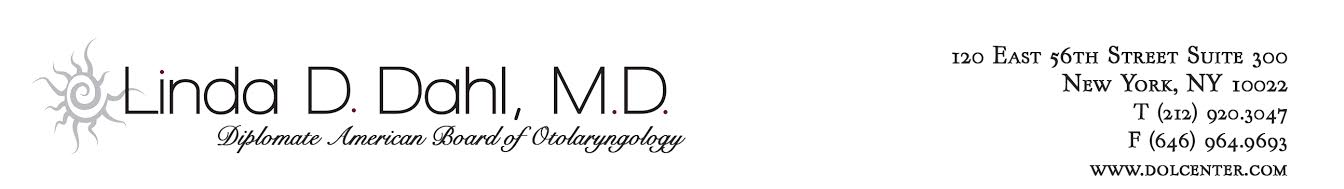 Linda D. Dahl, M.D.
Diplomate American Board of Otolaryngology
120 East 56th Street Suite 300
New York, NY 10022
T (212) 920.3047
F (646) 964.9693
www.dolcenter.com